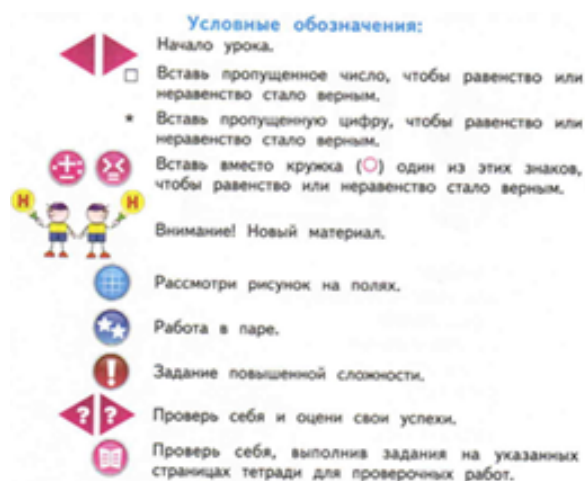 Условные обозначения:
Начало урока.
Вставь пропущенное число, чтобы равенство или
неравенство стало верным.
* Вставь пропущенную цифру, чтобы равенство или
неравенство стало верным.
Вставь вместо кружка () один из этих знаков,
чтобы равенство или неравенство стало верным.
Н Н
Внимание! Новый материал.
Рассмотри рисунок на полях.
Работа в паре.
! Задание повышенной сложности.
? ? Проверь себя и оцени свои успехи.
Проверь себя, выполнив задания на указанных
страницах тетради для проверочных работ.